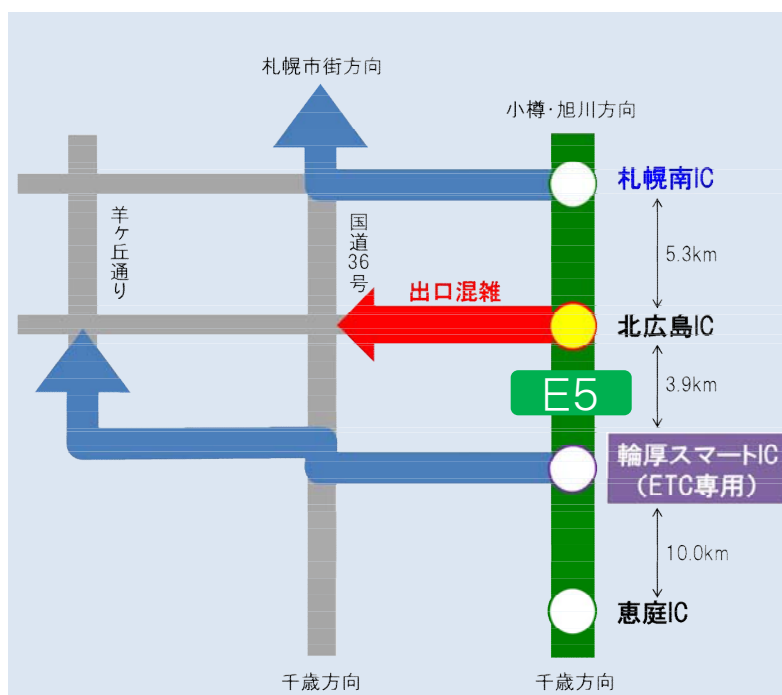 札幌市街方向
小樽・旭川方向
札幌南IC
羊ヶ丘通り
国道36号
5.3km
出口混雑
北広島IC
E5
3.9km
輪厚スマートIC
（ETC専用）
10.0km
恵庭IC
千歳方向
千歳方向